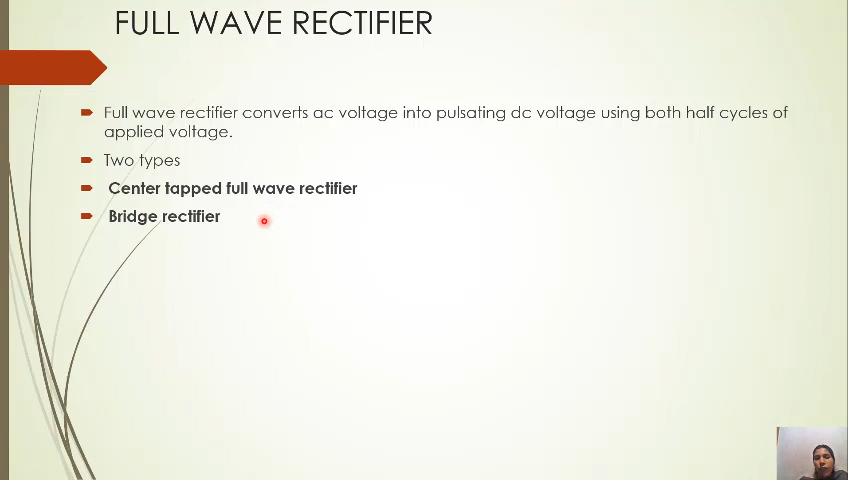 FULL WAVE RECTIFIER
Full wave rectifier converts ac voltage into pulsating dc voltage using both half cycles of
applied voltage.
Two types
Center tapped full wave rectifier
Bridge rectifier